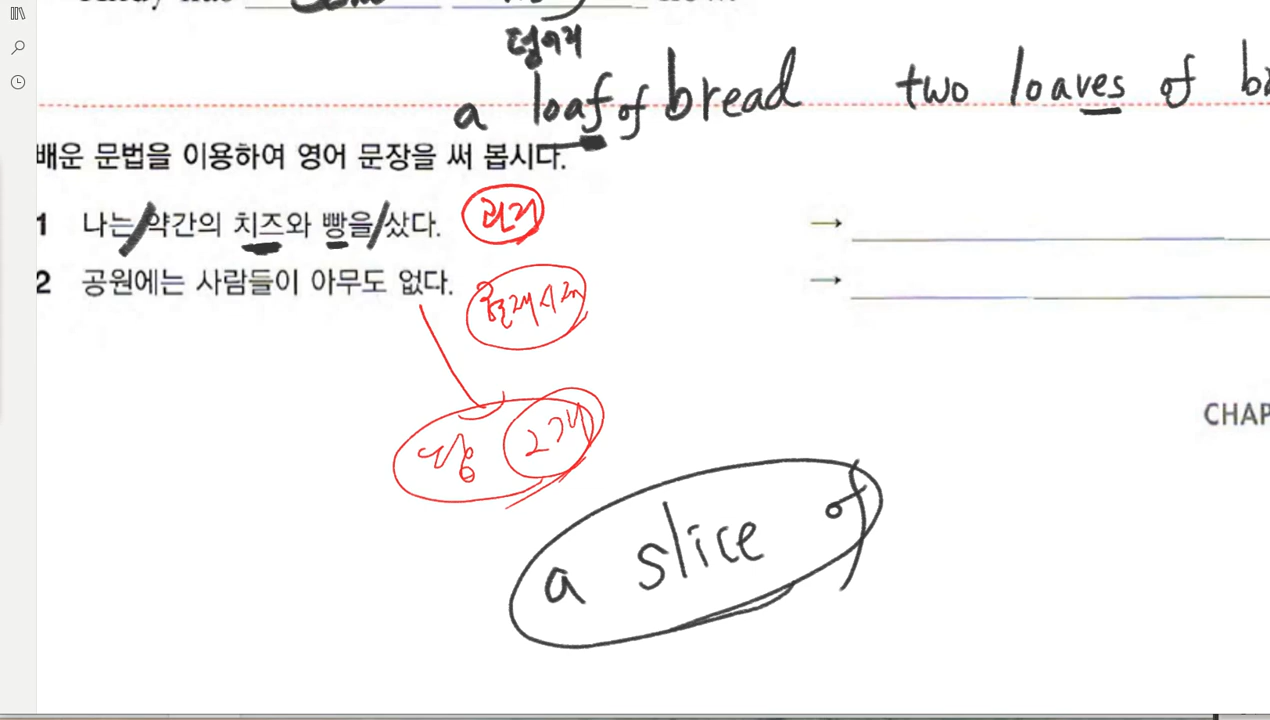 덩어리
a loaf of bread two loaves of
배운 문법을 이용하여 영어 문장을 써 봅시다.
1 나는 약간의 치즈와 빵을 샀다. 과거 →
2 공원에는 사람들이 아무도 없다. 현재시제 →
2개
CHAP
a slice of